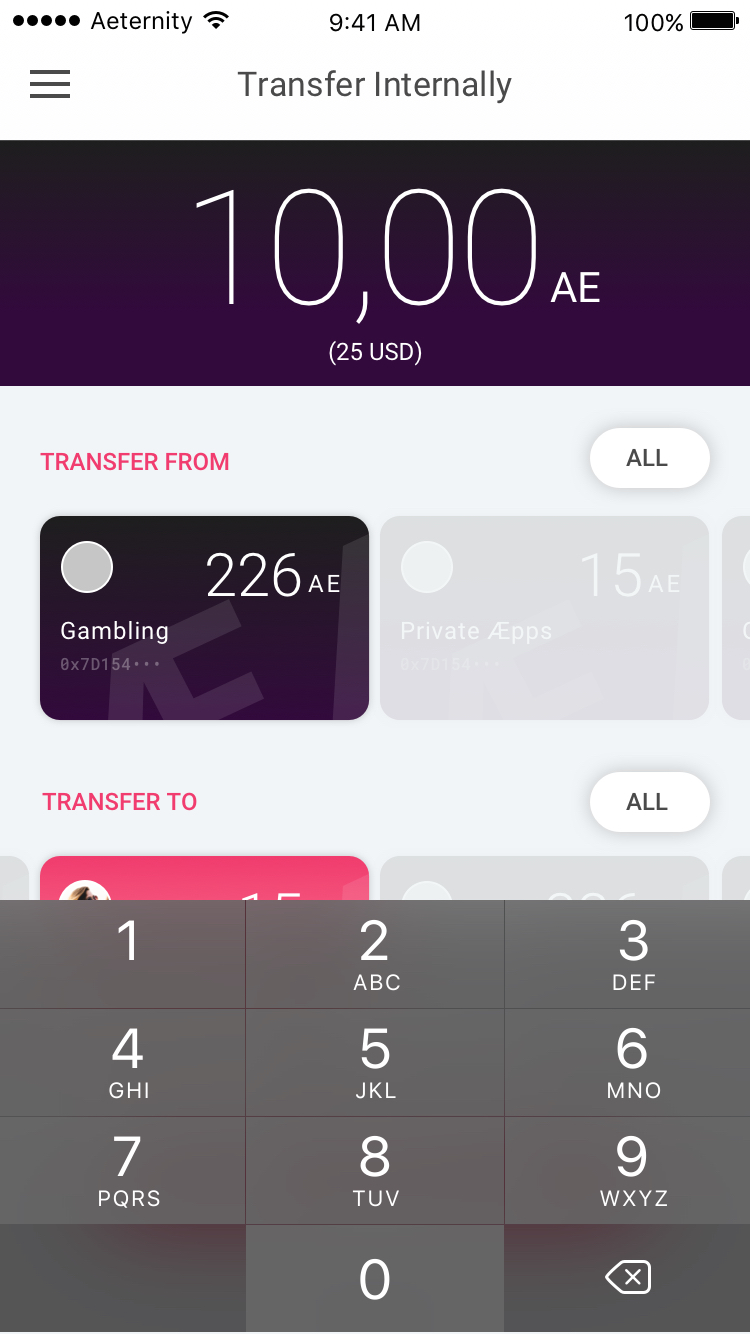 Aeternity 9:41 AM 100%
Transfer Internally
10,00 AE
(25 USD)
TRANSFER FROM ALL
226 AE
Gambling
0x7D154•••
15 AE
Private Æpps
0x7D154•••
TRANSFER TO ALL
15
1 2 3
ABC DEF
4 5 6
GHI JKL MNO
7 8 9
PQRS TUV WXYZ
0